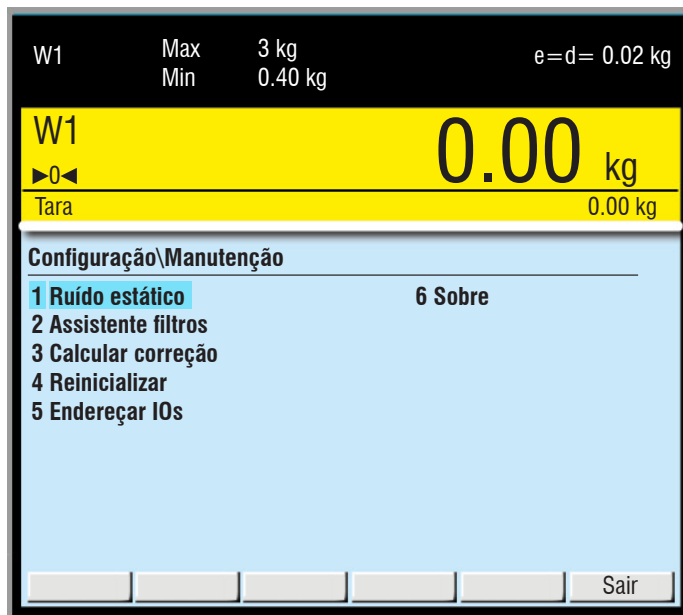 W1 Max 3 kg e=d= 0.02 kg
Min 0.40 kg
W1 0.00 kg
►0◄
Tara 0.00 kg
Configuração\Manutenção
1 Ruído estático 6 Sobre
2 Assistente filtros
3 Calcular correção
4 Reinicializar
5 Endereçar IOs
Sair